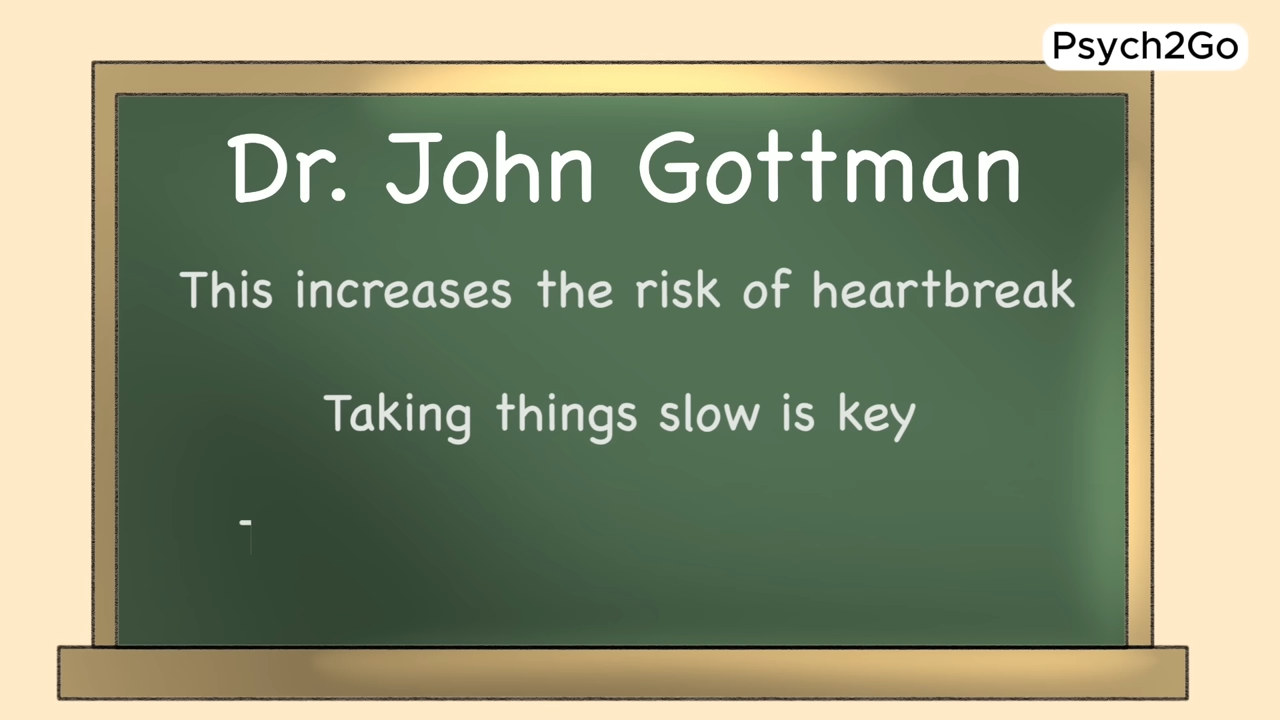 Psych2Go
Dr. John Gottman
This increases the risk of heartbreak
Taking things slow is key